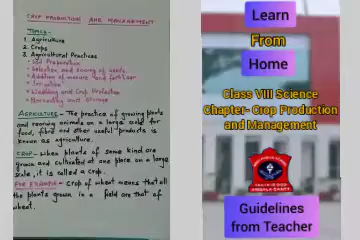 CROP PRODUCTION AND MANAGEMENT
TOPICS-
1. Agriculture
2. Crops
3. Agricultural Practices
- Soil Preparation
- Selection and sowing of seeds
- Addition of manure and fertiliser
- Irrigation
- Weeding and Crop Protection
- Harvesting and Storage
AGRICULTURE - The practice of growing plants
and rearing animals on a large scale for
food, fibre and other useful products is
known as agriculture.
CROP - when plants of same kind are
grown and cultivated at one place on a large
scale, it is called a crop.
FOR EXAMPLE - Crop of wheat means that all
the plants grown in a field are that of
wheat.
Learn
From
Home
Class VIII Science
Chapter- Crop Production
and Management
Guidelines
from Teacher